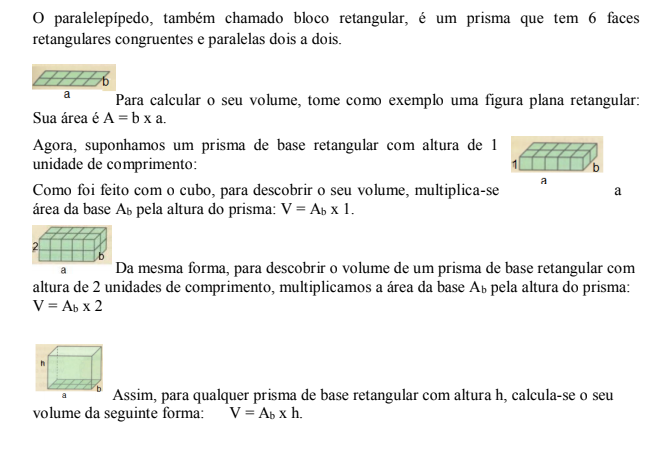 O paralelepípedo, também chamado bloco retangular, é um prisma que tem 6 faces
retangulares congruentes e paralelas dois a dois.
b
a
Para calcular o seu volume, tome como exemplo uma figura plana retangular:
Sua área é A = b x a.
Agora, suponhamos um prisma de base retangular com altura de 1
unidade de comprimento:
1
b
a
Como foi feito com o cubo, para descobrir o seu volume, multiplica-se a
área da base Ab pela altura do prisma: V = Ab x 1.
2
b
a
Da mesma forma, para descobrir o volume de um prisma de base retangular com
altura de 2 unidades de comprimento, multiplicamos a área da base Ab pela altura do prisma:
V = Ab x 2
h
b
a
Assim, para qualquer prisma de base retangular com altura h, calcula-se o seu
volume da seguinte forma: V = Ab x h.